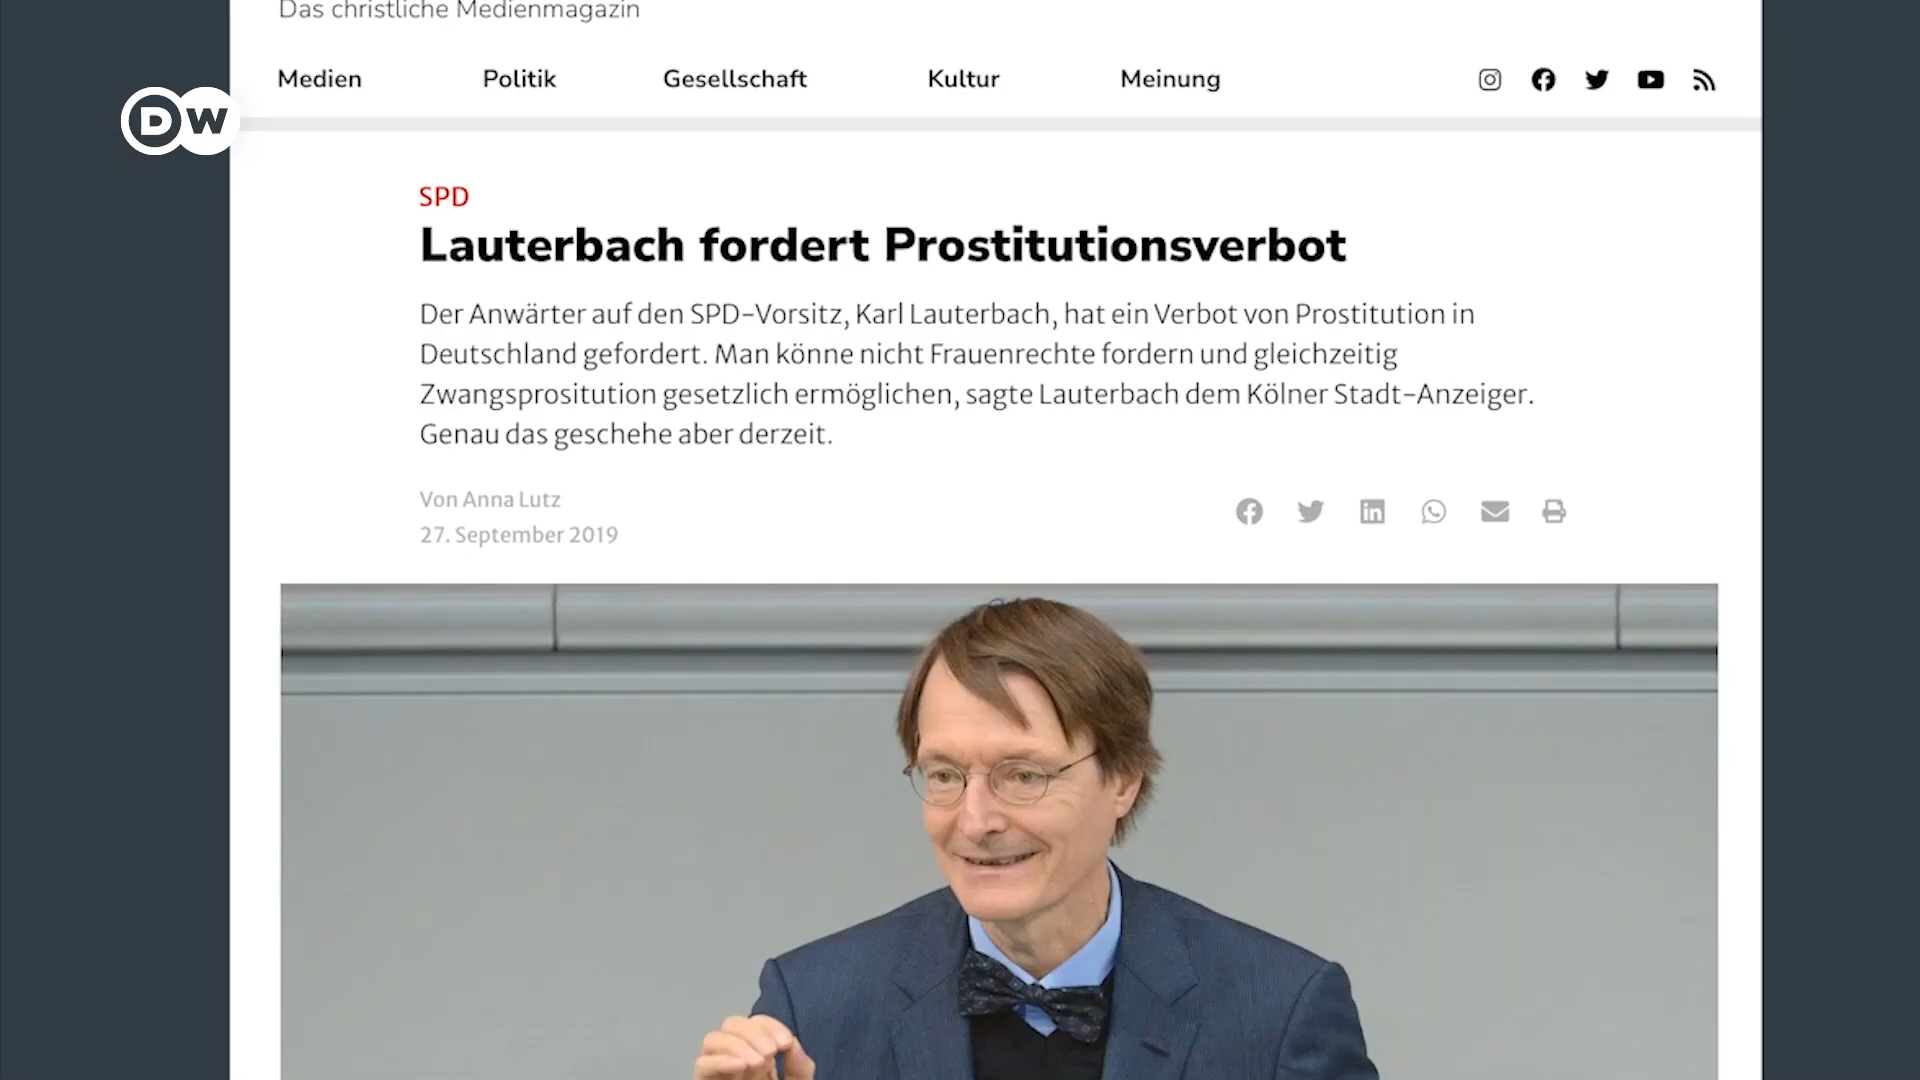 Das christliche Medienmagazin
Medien Politik Gesellschaft Kultur Meinung
DW
SPD
Lauterbach fordert Prostitutionsverbot
Der Anwärter auf den SPD-Vorsitz, Karl Lauterbach, hat ein Verbot von Prostitution in
Deutschland gefordert. Man könne nicht Frauenrechte fordern und gleichzeitig
Zwangsprositution gesetzlich ermöglichen, sagte Lauterbach dem Kölner Stadt-Anzeiger.
Genau das geschehe aber derzeit.
Von Anna Lutz
27. September 2019